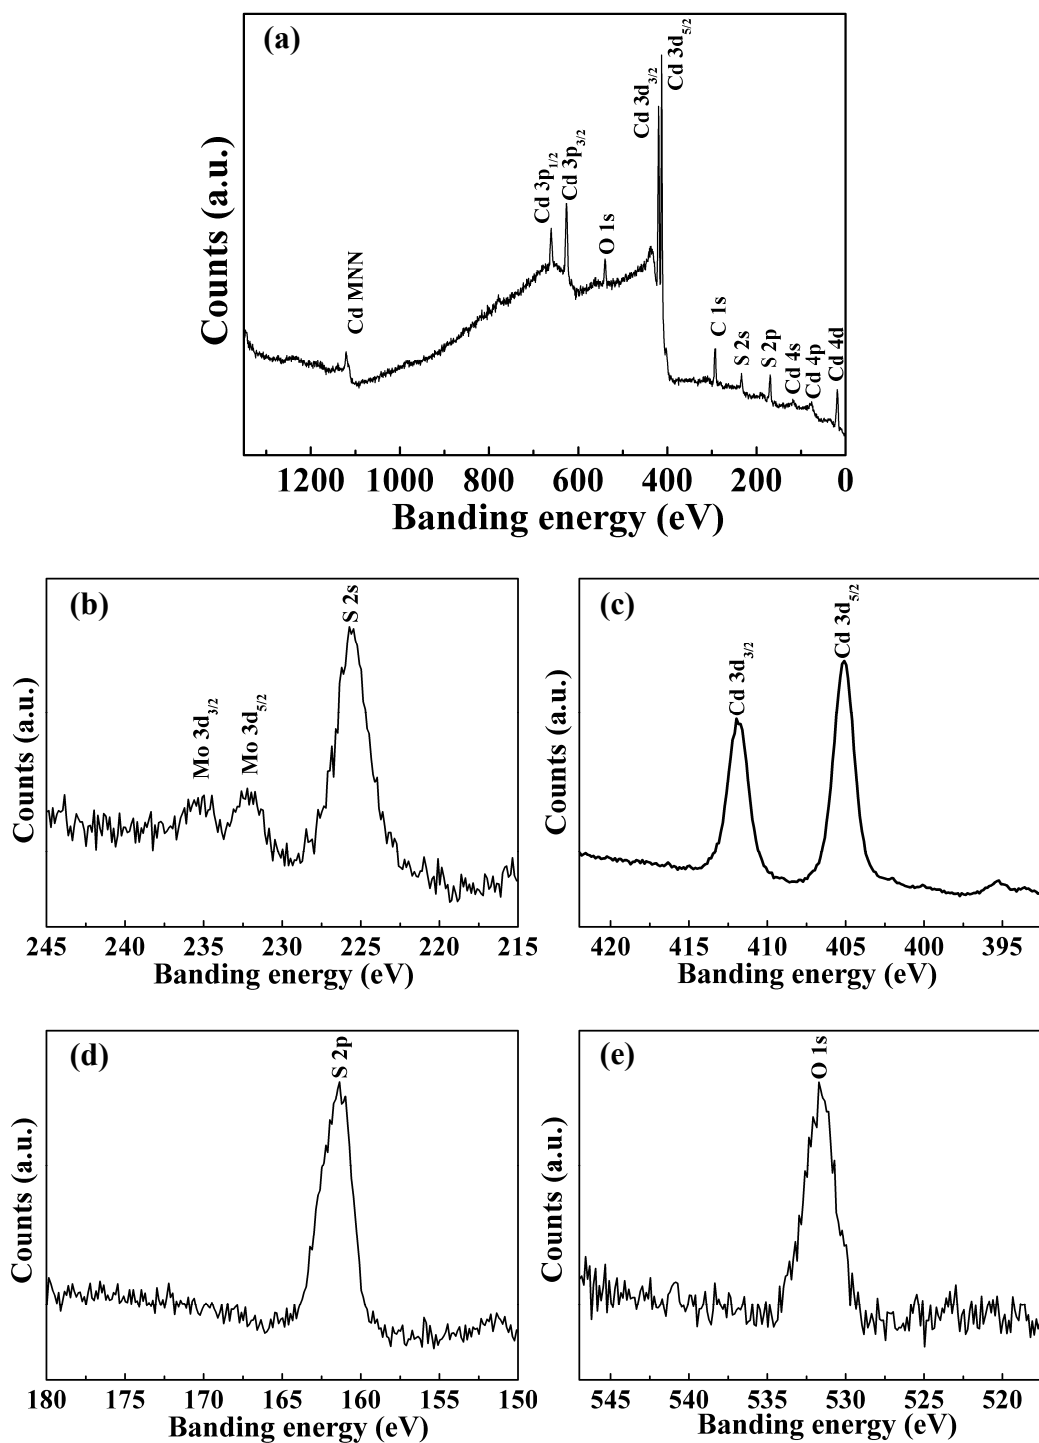 (a)
Counts (a.u.)
Cd MNN
Cd 3p1/2
Cd 3p3/2
O 1s
Cd 3d3/2
Cd 3d5/2
C 1s
S 2s
S 2p
Cd 4s
Cd 4p
Cd 4d
1200 1000 800 600 400 200 0
Banding energy (eV)
(b)
Counts (a.u.)
Mo 3d3/2
Mo 3d5/2
S 2s
245 240 235 230 225 220 215
Banding energy (eV)
(c)
Counts (a.u.)
Cd 3d3/2
Cd 3d5/2
420 415 410 405 400 395
Banding energy (eV)
(d)
Counts (a.u.)
S 2p
180 175 170 165 160 155 150
Banding energy (eV)
(e)
Counts (a.u.)
O 1s
545 540 535 530 525 520
Banding energy (eV)